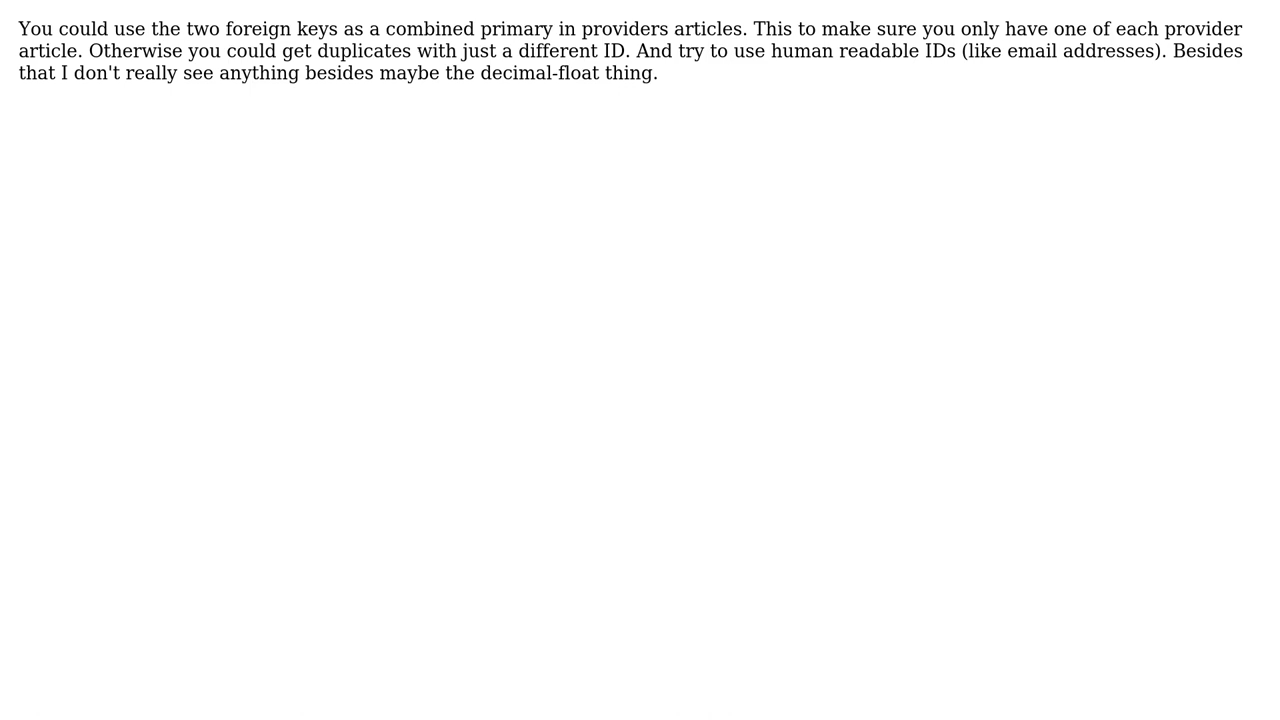 You could use the two foreign keys as a combined primary in providers articles. This to make sure you only have one of each provider
article. Otherwise you could get duplicates with just a different ID. And try to use human readable IDs (like email addresses). Besides
that I don't really see anything besides maybe the decimal-float thing.